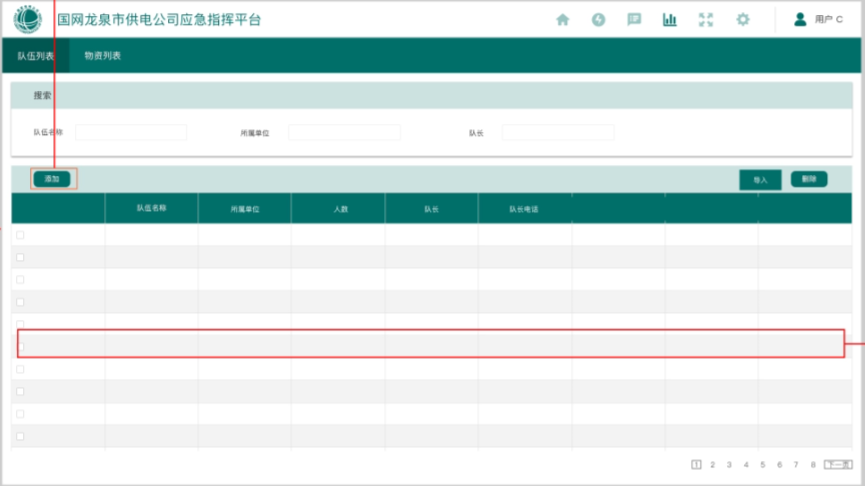 国网龙泉市供电公司应急指挥平台 用户 C
队伍列表 物资列表
搜索
队伍名称 所属单位 队长
添加 导入 删除
队伍名称 所属单位 人数 队长 队长电话
1 2 3 4 5 6 7 8 下一页